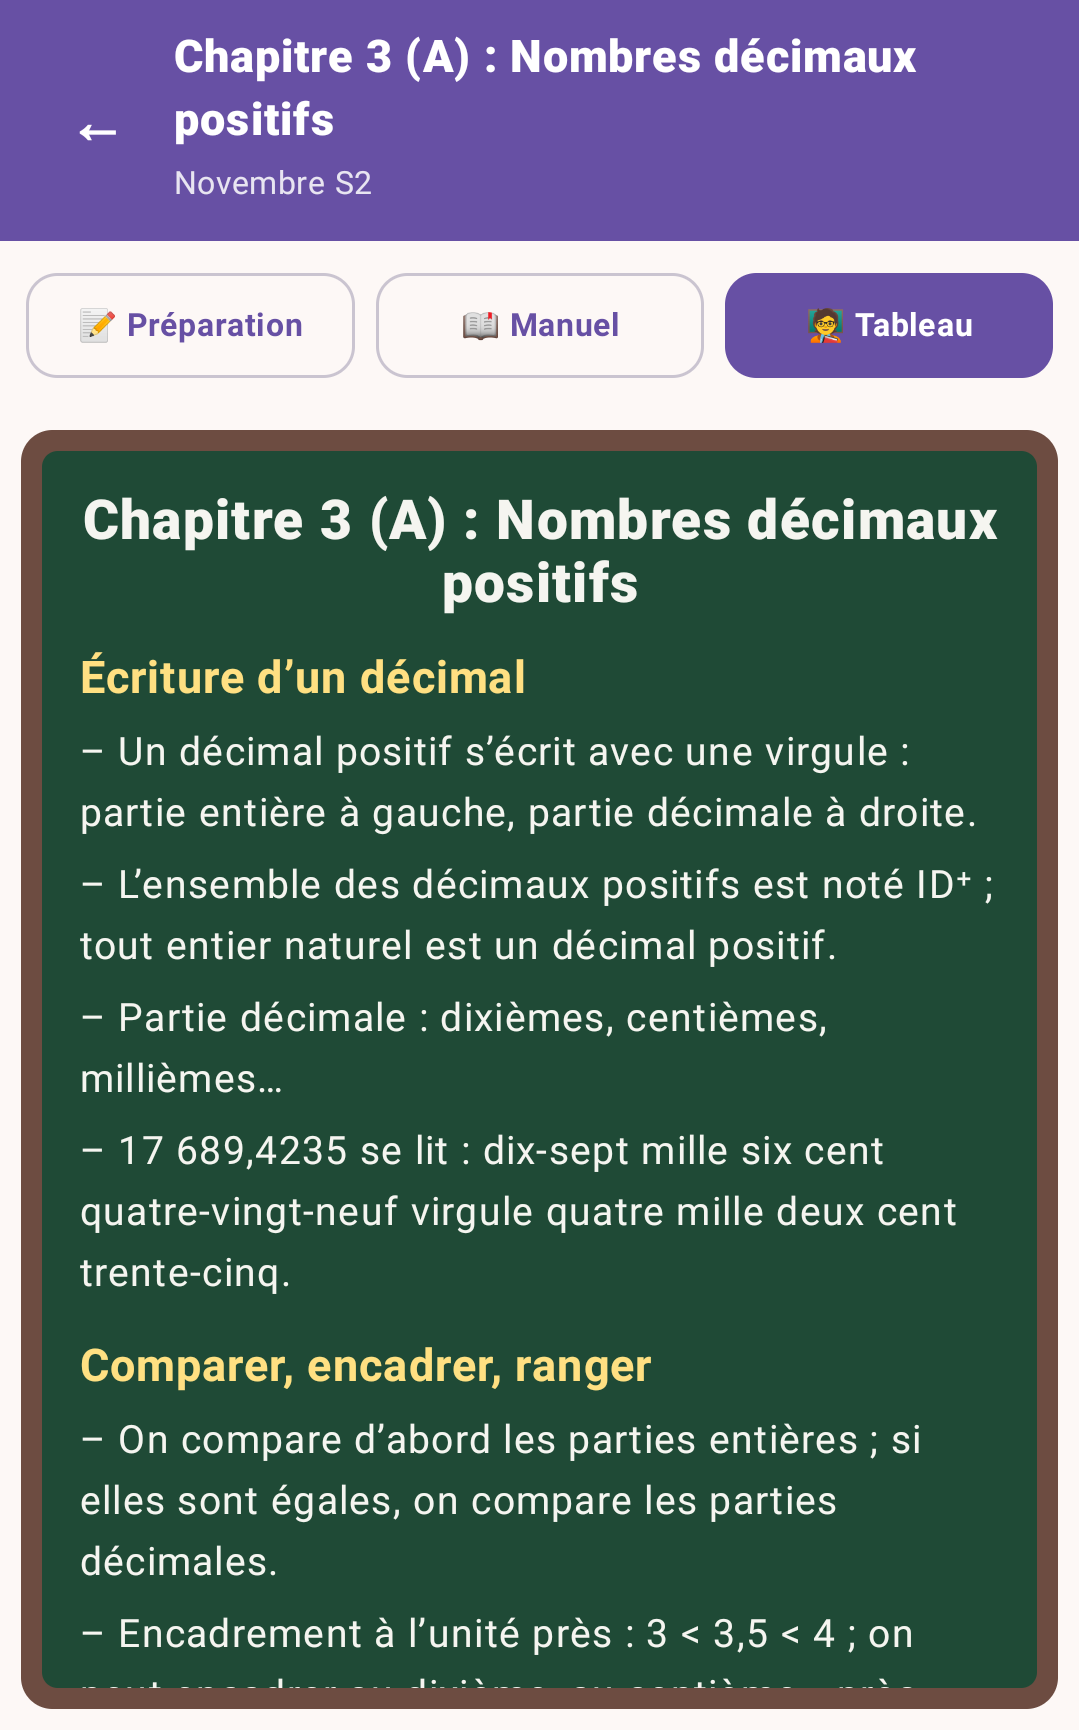 Chapitre 3 (A) : Nombres décimaux
positifs
←
Novembre S2
Préparation
Manuel
Tableau
Chapitre 3 (A) : Nombres décimaux
positifs
Écriture d’un décimal
– Un décimal positif s’écrit avec une virgule :
partie entière à gauche, partie décimale à droite.
– L’ensemble des décimaux positifs est noté ID⁺ ;
tout entier naturel est un décimal positif.
– Partie décimale : dixièmes, centièmes,
millièmes…
– 17 689,4235 se lit : dix-sept mille six cent
quatre-vingt-neuf virgule quatre mille deux cent
trente-cinq.
Comparer, encadrer, ranger
– On compare d’abord les parties entières ; si
elles sont égales, on compare les parties
décimales.
– Encadrement à l’unité près : 3 < 3,5 < 4 ; on